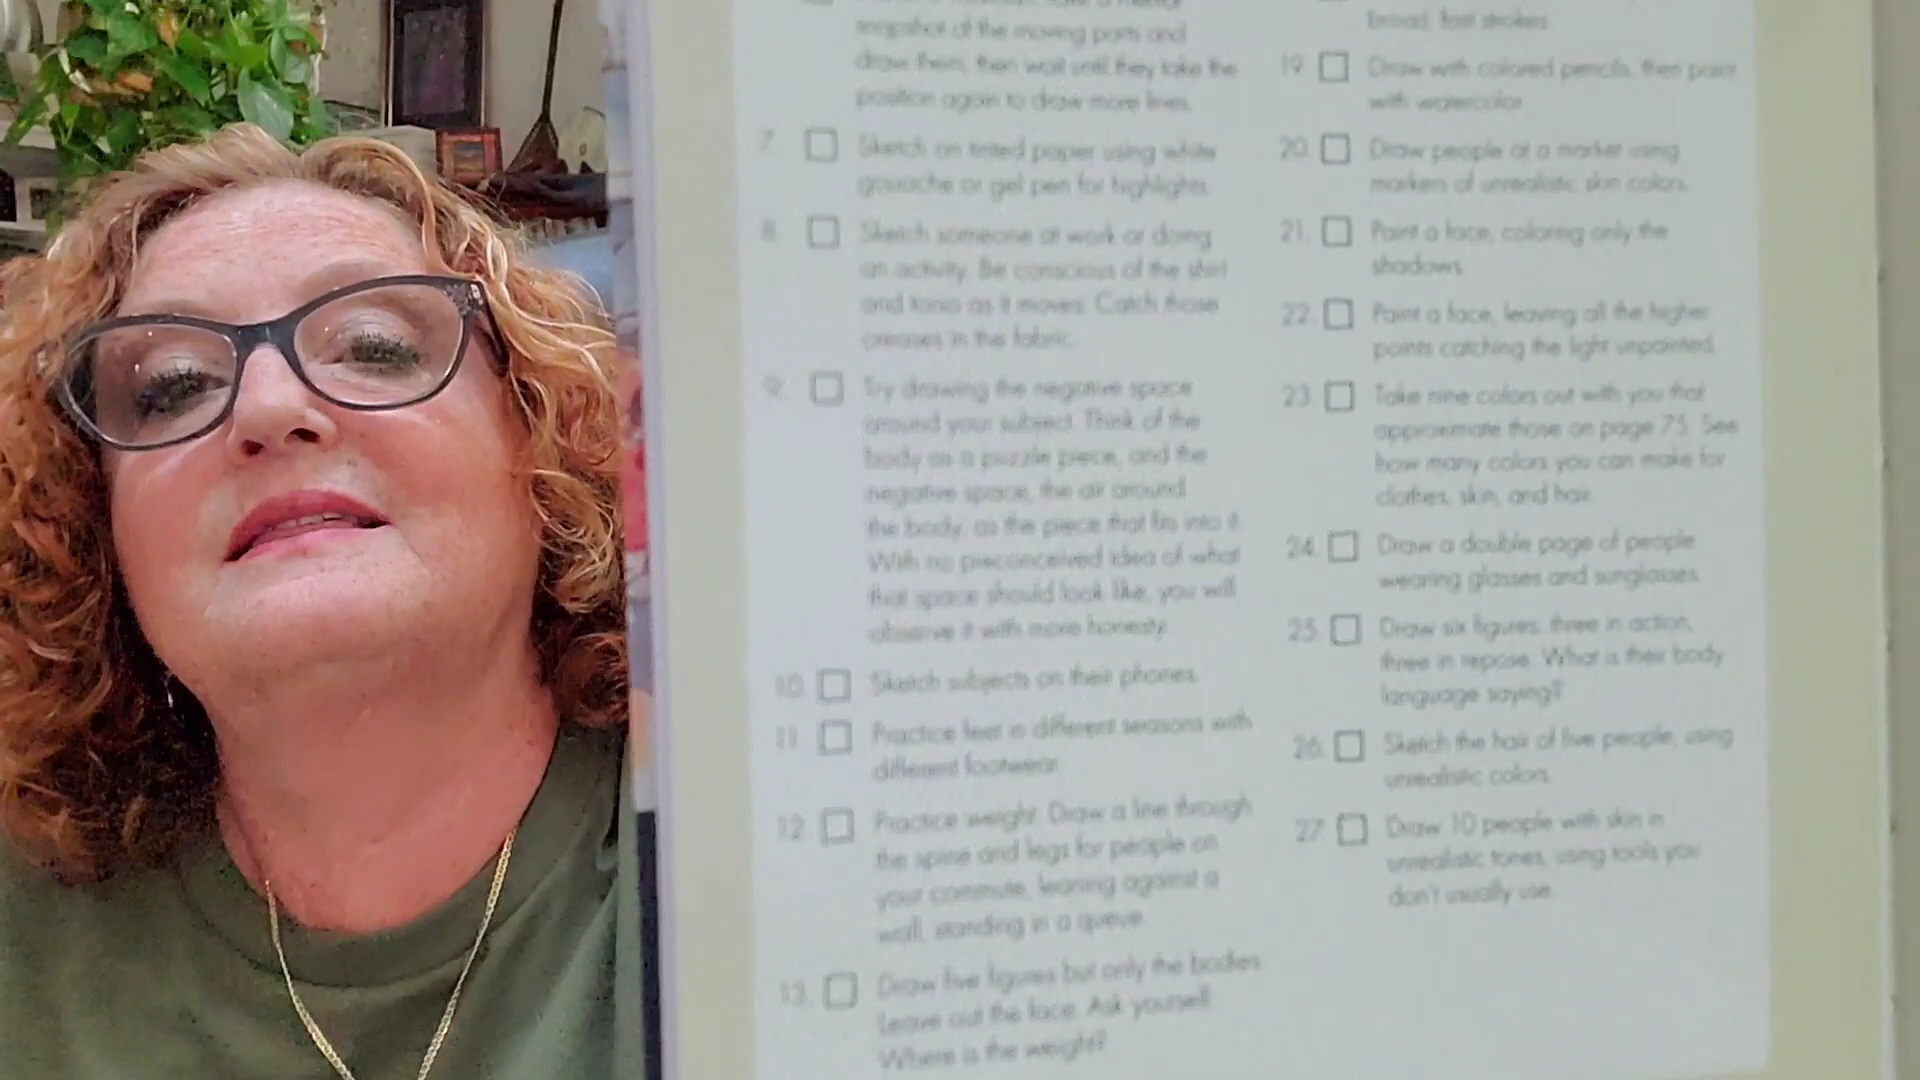 snapshot of the moving parts and
draw them, then wait until they take the
position again to draw more lines.
7. Sketch on tinted paper using white
gouache or gel pen for highlights.
8. Sketch someone at work or doing
an activity. Be conscious of the shirt
and torso as it moves. Catch those
creases in the fabric.
9. Try drawing the negative space
around your subject. Think of the
body as a puzzle piece, and the
negative space, the air around
the body, as the piece that fits into it.
With no preconceived idea of what
that space should look like, you will
observe it with more honesty.
10. Sketch subjects on their phones.
11. Practice feet in different seasons with
different footwear.
12. Practice weight. Draw a line through
the spine and legs for people on
your commute, leaning against a
wall, standing in a queue.
13. Draw five figures but only the bodies.
Leave out the face. Ask yourself:
Where is the weight?
broad, fast strokes.
19. Draw with colored pencils, then paint
with watercolor.
20. Draw people at a market using
markers of unrealistic skin colors.
21. Paint a face, coloring only the
shadows.
22. Paint a face, leaving all the higher
points catching the light unpainted.
23. Take nine colors out with you that
approximate those on page 75. See
how many colors you can make for
clothes, skin, and hair.
24. Draw a double page of people
wearing glasses and sunglasses.
25. Draw six figures: three in action,
three in repose. What is their body
language saying?
26. Sketch the hair of five people, using
unrealistic colors.
27. Draw 10 people with skin in
unrealistic tones, using tools you
don't usually use.